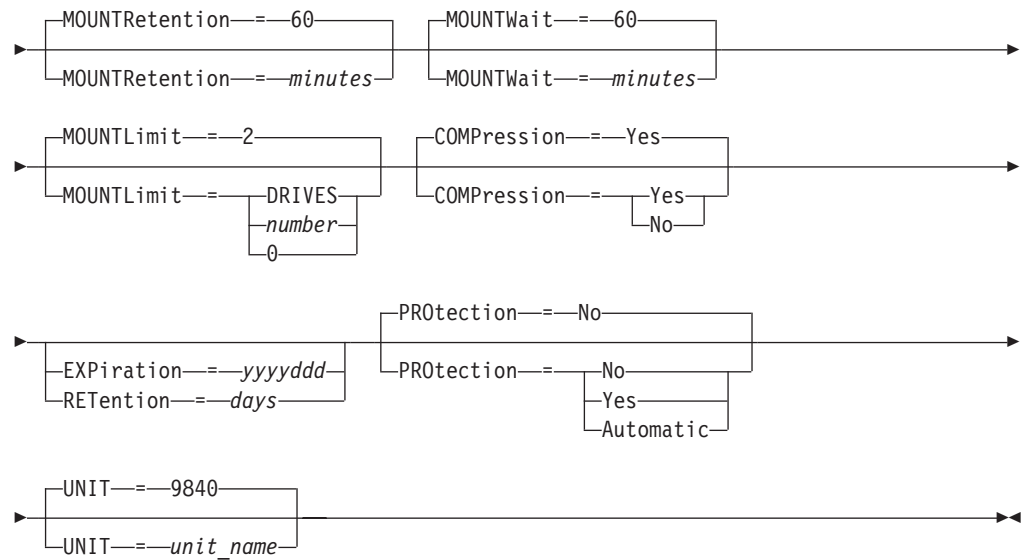 MOUNTRetention = 60 MOUNTWait = 60
MOUNTRetention = minutes MOUNTWait = minutes
MOUNTLimit = 2 COMPression = Yes
MOUNTLimit = DRIVES COMPression = Yes
number No
0
PROtection = No
EXPiration = yyyyddd PROtection = No
RETention = days Yes
Automatic
UNIT = 9840
UNIT = unit_name